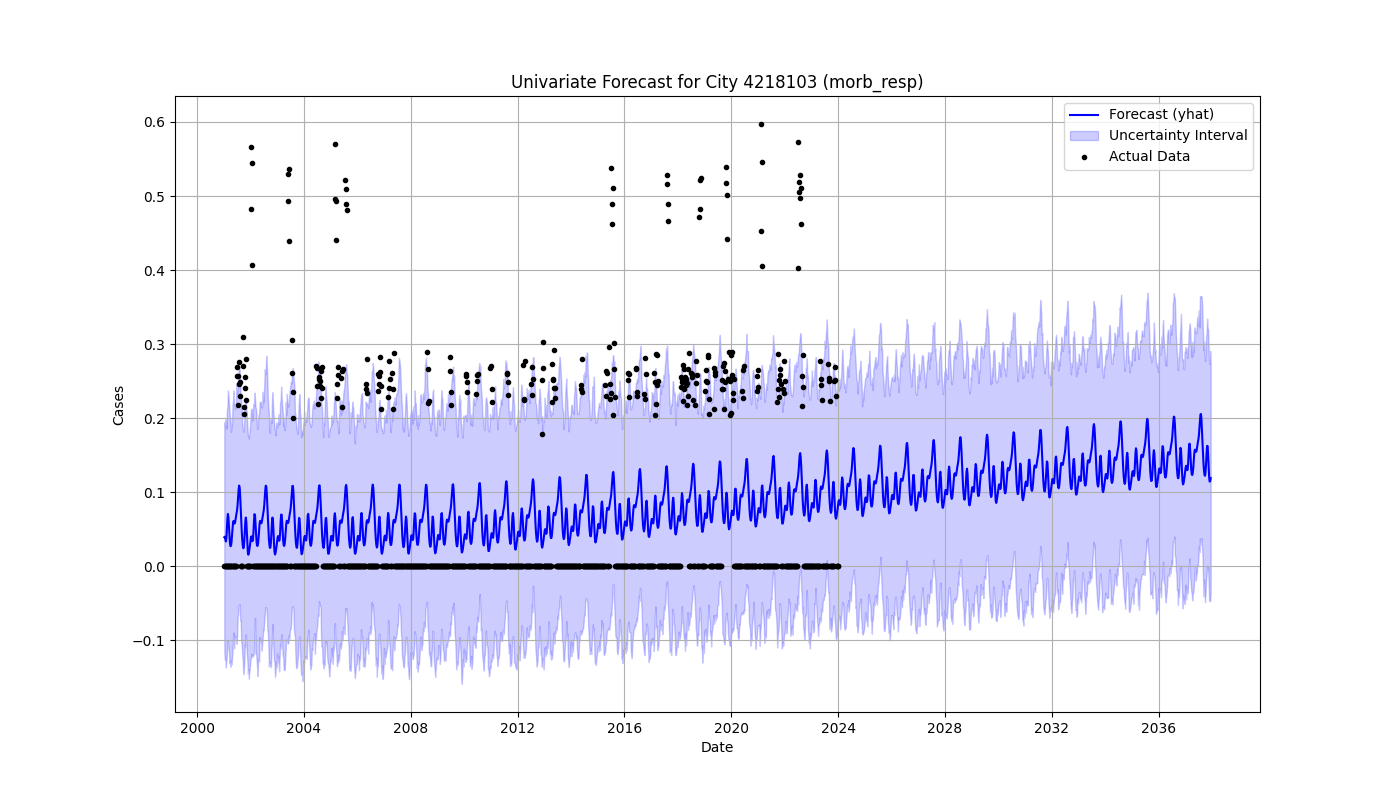 Univariate Forecast for City 4218103 (morb_resp)
Forecast (yhat)
Uncertainty Interval
Actual Data
Cases
0.6
0.5
0.4
0.3
0.2
0.1
0.0
−0.1
2000 2004 2008 2012 2016 2020 2024 2028 2032 2036
Date